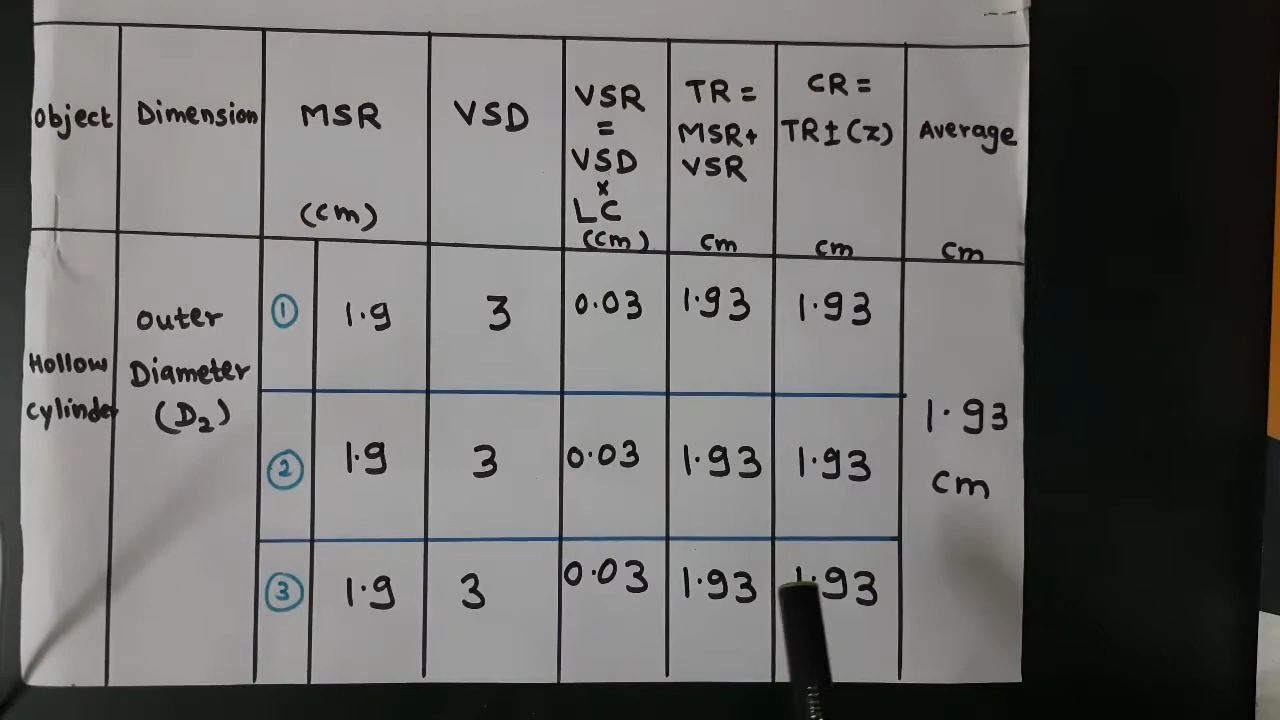 Object
Dimension
MSR
(cm)
VSD
VSR
=
VSD
x
LC
(cm)
TR =
MSR+
VSR
cm
CR =
TR±(z)
cm
Average
cm
Hollow
cylinder
outer
Diameter
(D₂)
① 1.9 3 0.03 1.93 1.93
② 1.9 3 0.03 1.93 1.93
③ 1.9 3 0.03 1.93 1.93
1.93
cm